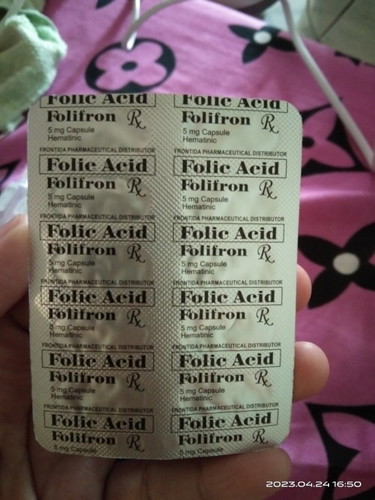 Folic Acid Folic Acid
Folifron Rx Folifron Rx
5 mg Capsule 5 mg Capsule
Hematinic Hematinic
FRONTIDA PHARMACEUTICAL DISTRIBUTOR FRONTIDA PHARMACEUTICAL DISTRIBUTOR
Folic Acid Folic Acid
Folifron Rx Folifron Rx
5 mg Capsule 5 mg Capsule
Hematinic Hematinic
FRONTIDA PHARMACEUTICAL DISTRIBUTOR FRONTIDA PHARMACEUTICAL DISTRIBUTOR
Folic Acid Folic Acid
Folifron Rx Folifron Rx
5 mg Capsule 5 mg Capsule
Hematinic Hematinic
FRONTIDA PHARMACEUTICAL DISTRIBUTOR FRONTIDA PHARMACEUTICAL DISTRIBUTOR
Folic Acid Folic Acid
Folifron Rx Folifron Rx
5 mg Capsule 5 mg Capsule
Hematinic Hematinic
FRONTIDA PHARMACEUTICAL DISTRIBUTOR FRONTIDA PHARMACEUTICAL DISTRIBUTOR
Folic Acid Folic Acid
Folifron Rx Folifron Rx
5 mg Capsule 5 mg Capsule
Hematinic Hematinic
FRONTIDA PHARMACEUTICAL DISTRIBUTOR FRONTIDA PHARMACEUTICAL DISTRIBUTOR
Folic Acid Folic Acid
Folifron Rx Folifron Rx
5 mg Capsule 5 mg Capsule
2023.04.24 16:50